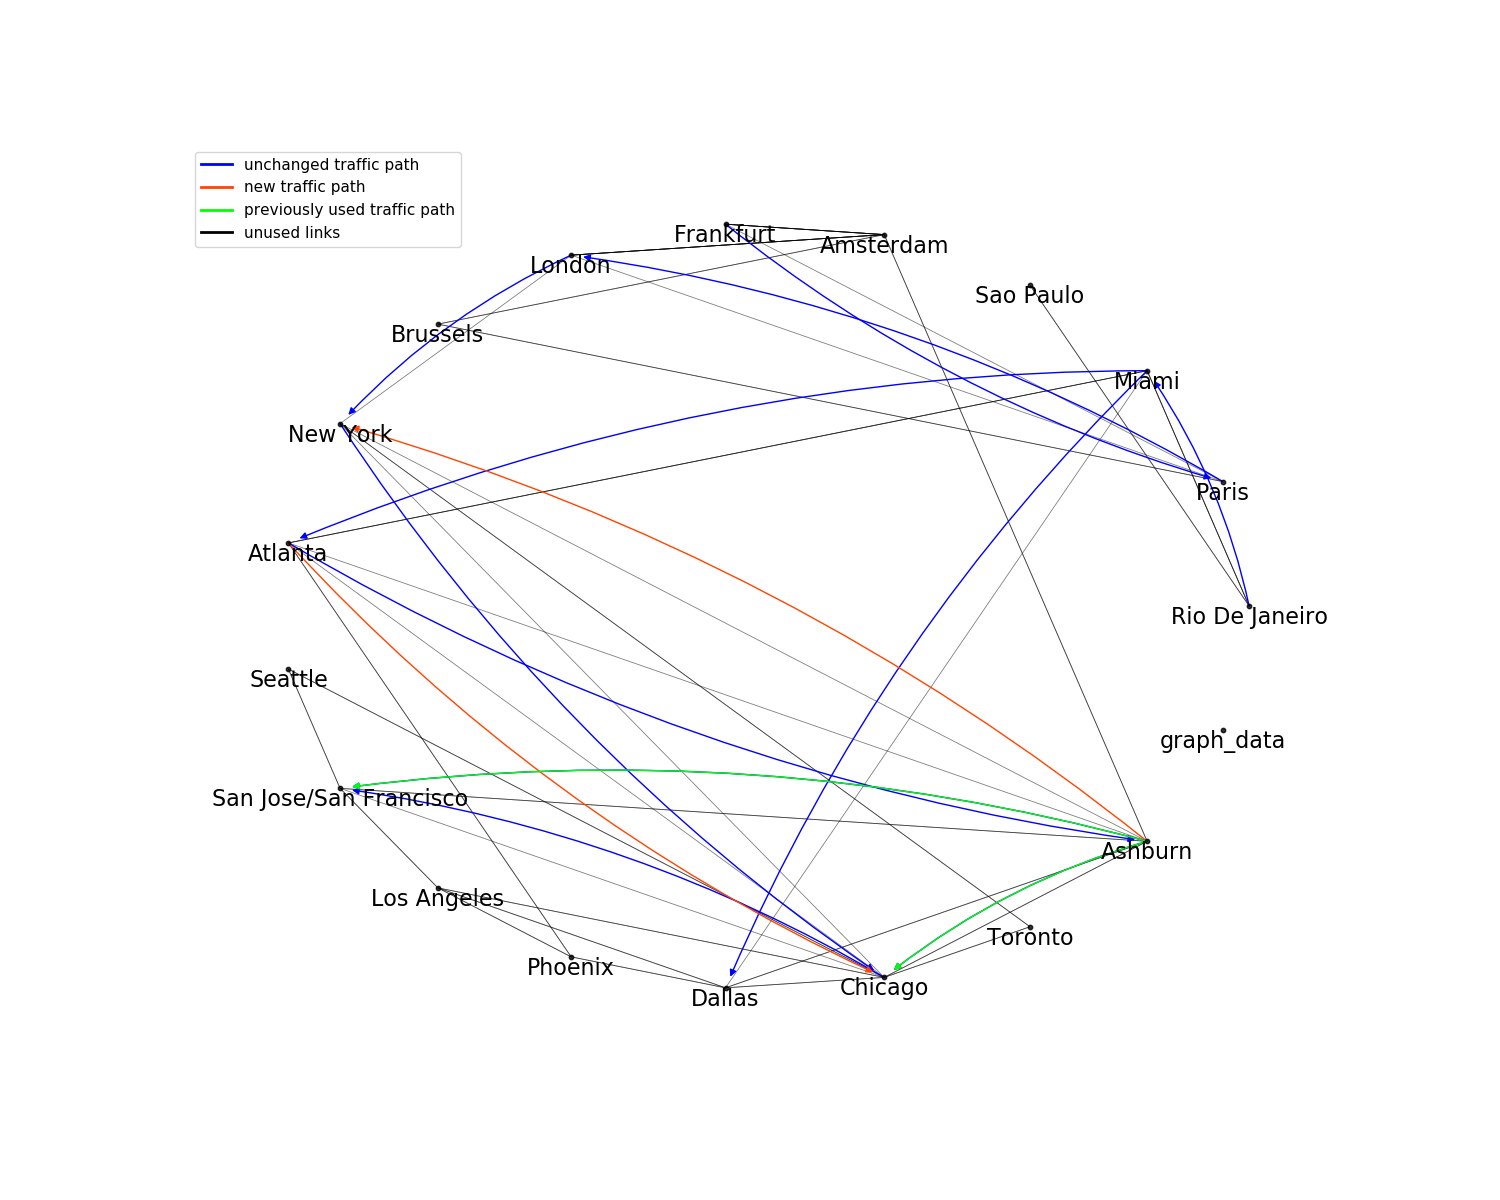 unchanged traffic path
new traffic path
previously used traffic path
unused links
Frankfurt
Amsterdam
London
Sao Paulo
Brussels
Miami
New York
Paris
Atlanta
Rio De Janeiro
Seattle
graph_data
San Jose/San Francisco
Ashburn
Los Angeles
Toronto
Phoenix
Chicago
Dallas